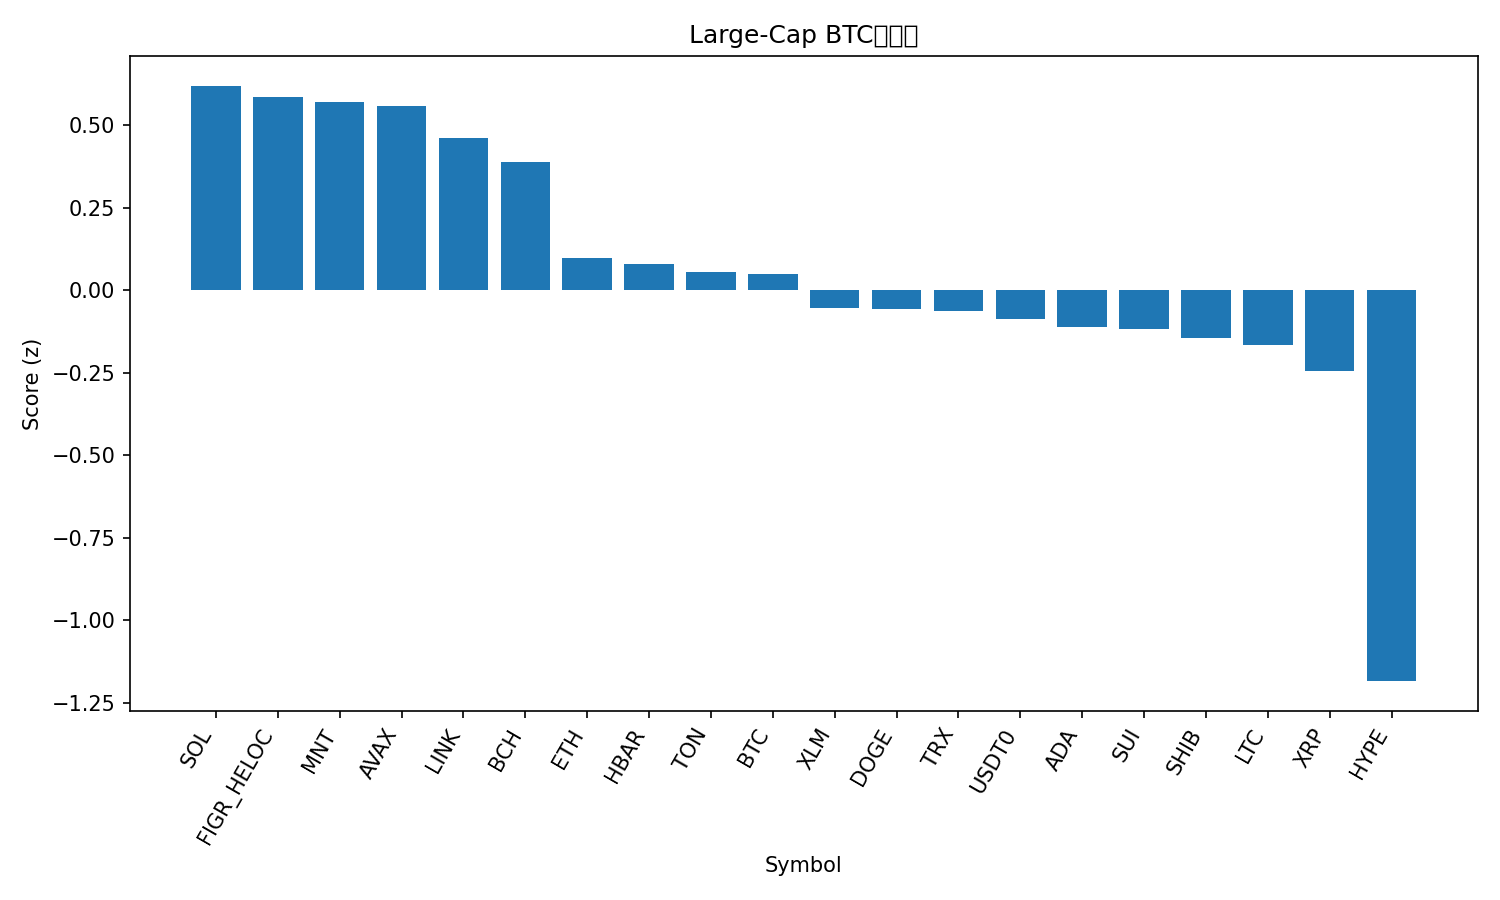 Large-Cap BTC
Score (z)
0.50
0.25
0.00
−0.25
−0.50
−0.75
−1.00
−1.25
SOL
FIGR_HELOC
MNT
AVAX
LINK
BCH
ETH
HBAR
TON
BTC
XLM
DOGE
TRX
USDT0
ADA
SUI
SHIB
LTC
XRP
HYPE
Symbol